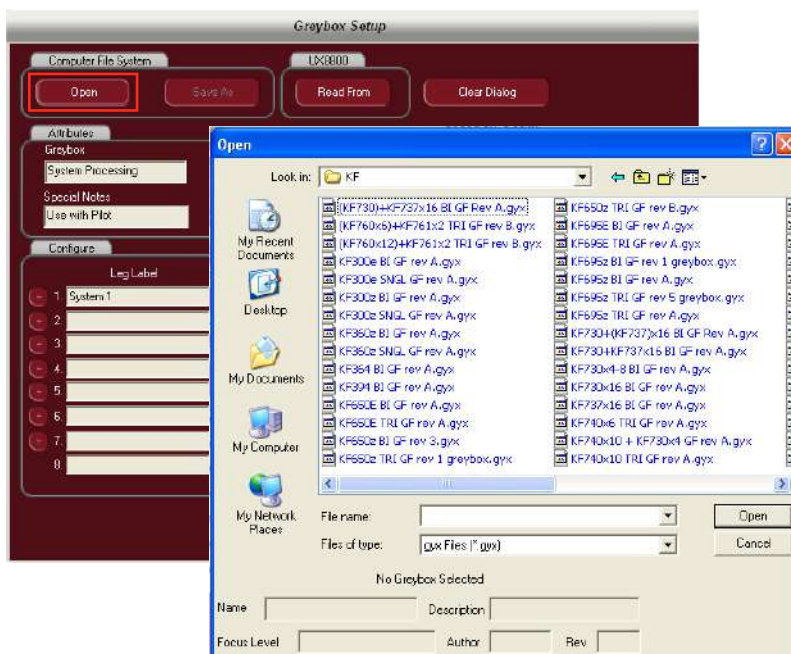 Greybox Setup
Computer File System
UX8800
Open
Save As
Read From
Clear Dialog
Attributes
Greybox
System Processing
Special Notes
Use with Pilot
Configure
Leg Label
1. System 1
2.
3.
4.
5.
6.
7.
8.
Open
Look in: KF
My Recent
Documents
Desktop
My Documents
My Computer
My Network
Places
(KF730)+KF737x16 BI GF Rev A.gyx
(KF760x6)+KF761x2 TRI GF rev B.gyx
(KF760x12)+KF761x2 TRI GF rev B.gyx
KF300e BI GF rev A.gyx
KF300e SNGL GF rev A.gyx
KF300z BI GF rev A.gyx
KF300z SNGL GF rev A.gyx
KF360z BI GF rev A.gyx
KF360z SNGL GF rev A.gyx
KF364 BI GF rev A.gyx
KF394 BI GF rev A.gyx
KF650E BI GF rev A.gyx
KF650E TRI GF rev A.gyx
KF650z BI GF rev 3.gyx
KF650z TRI GF rev 1 greybox.gyx
KF650z TRI GF rev B.gyx
KF695E BI GF rev A.gyx
KF695E TRI GF rev A.gyx
KF695z BI GF rev 1 greybox.gyx
KF695z BI GF rev A.gyx
KF695z TRI GF rev 5 greybox.gyx
KF730+(KF737)x16 BI GF Rev A.gyx
KF730+KF737x16 BI GF rev A.gyx
KF730x4-8 BI GF rev A.gyx
KF730x16 BI GF rev A.gyx
KF737x16 BI GF rev A.gyx
KF740x6 TRI GF rev A.gyx
KF740x10 + KF730x4 GF rev A.gyx
KF740x10 TRI GF rev A.gyx
File name:
Open
Files of type: gyx Files (*.gyx)
Cancel
No Greybox Selected
Name
Description
Focus Level
Author
Rev